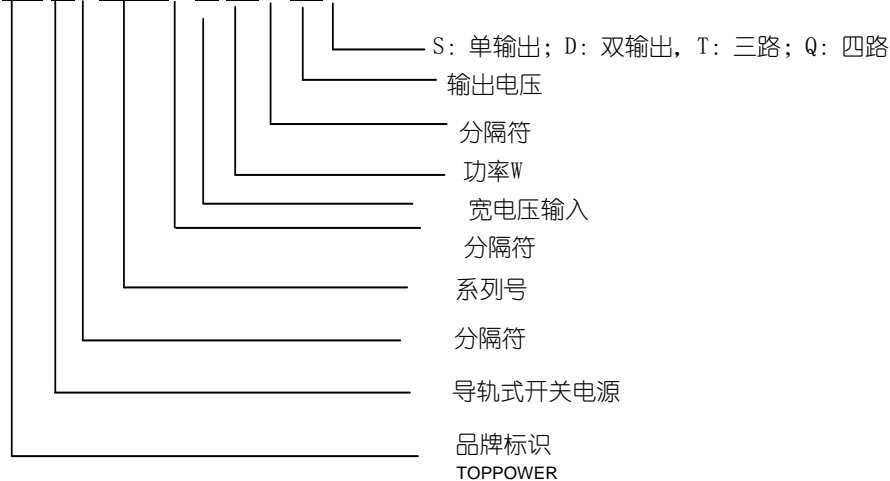 S: 单输出；D: 双输出，T: 三路；Q: 四路
输出电压
分隔符
功率W
宽电压输入
分隔符
系列号
分隔符
导轨式开关电源
品牌标识
TOPPOWER